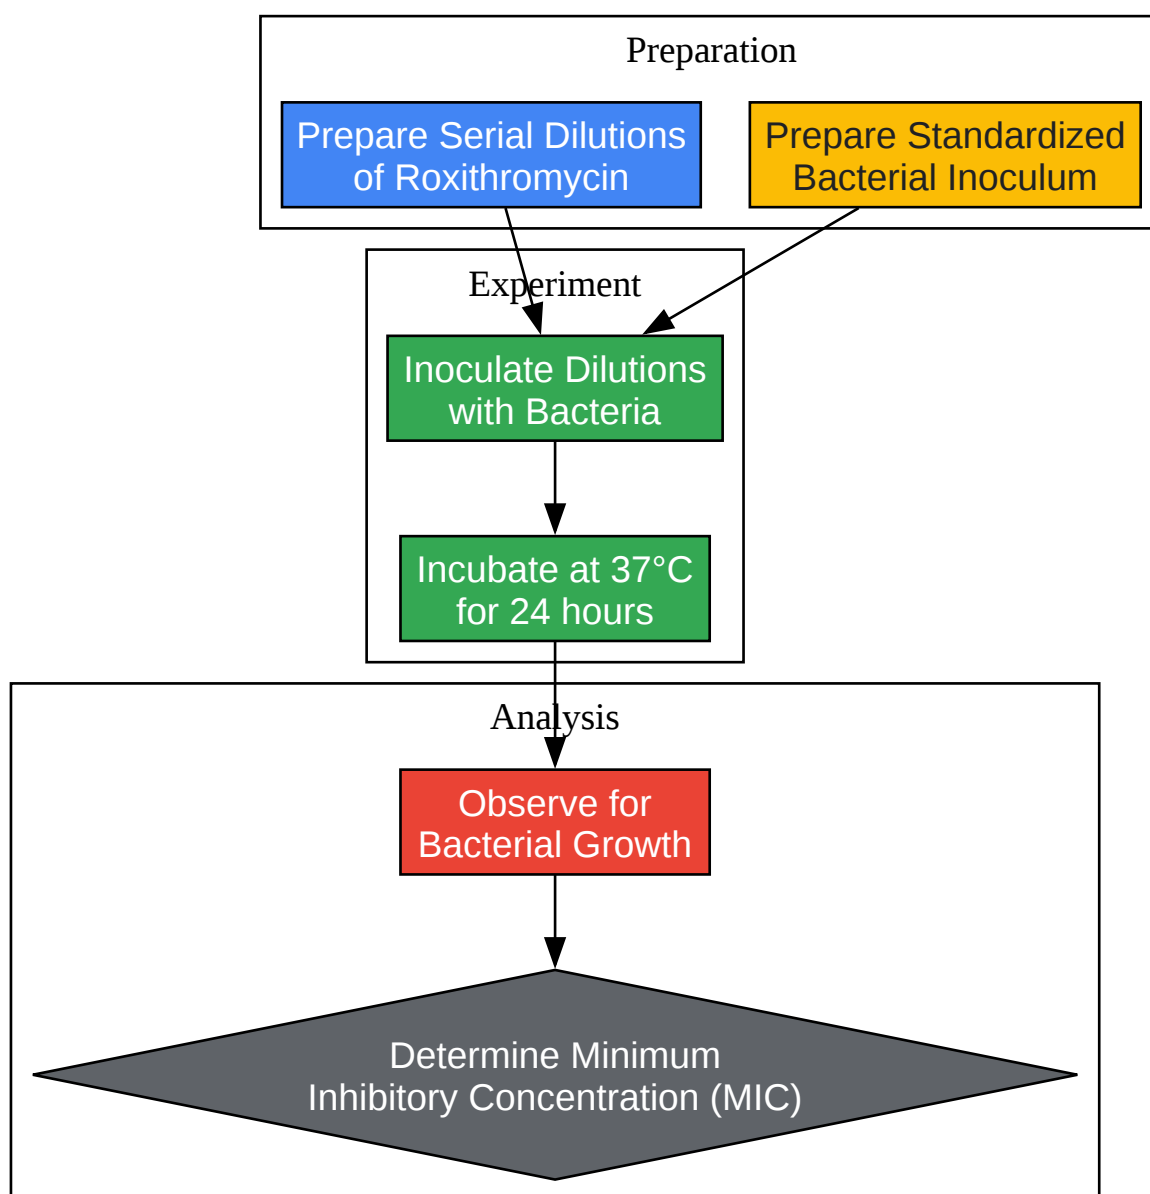 Preparation
Prepare Serial Dilutions
of Roxithromycin
Prepare Standardized
Bacterial Inoculum
Experiment
Inoculate Dilutions
with Bacteria
Incubate at 37°C
for 24 hours
Analysis
Observe for
Bacterial Growth
Determine Minimum
Inhibitory Concentration (MIC)